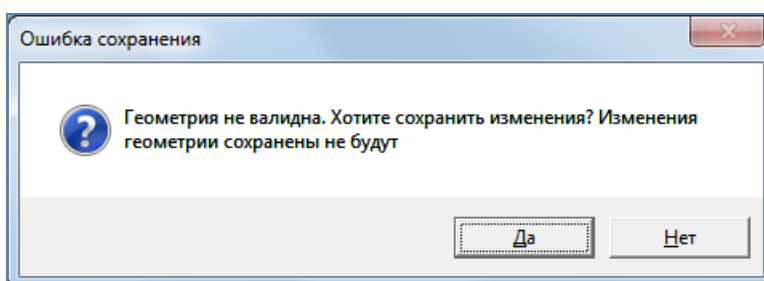 Ошибка сохранения
Геометрия не валидна. Хотите сохранить изменения? Изменения
геометрии сохранены не будут
Да
Нет